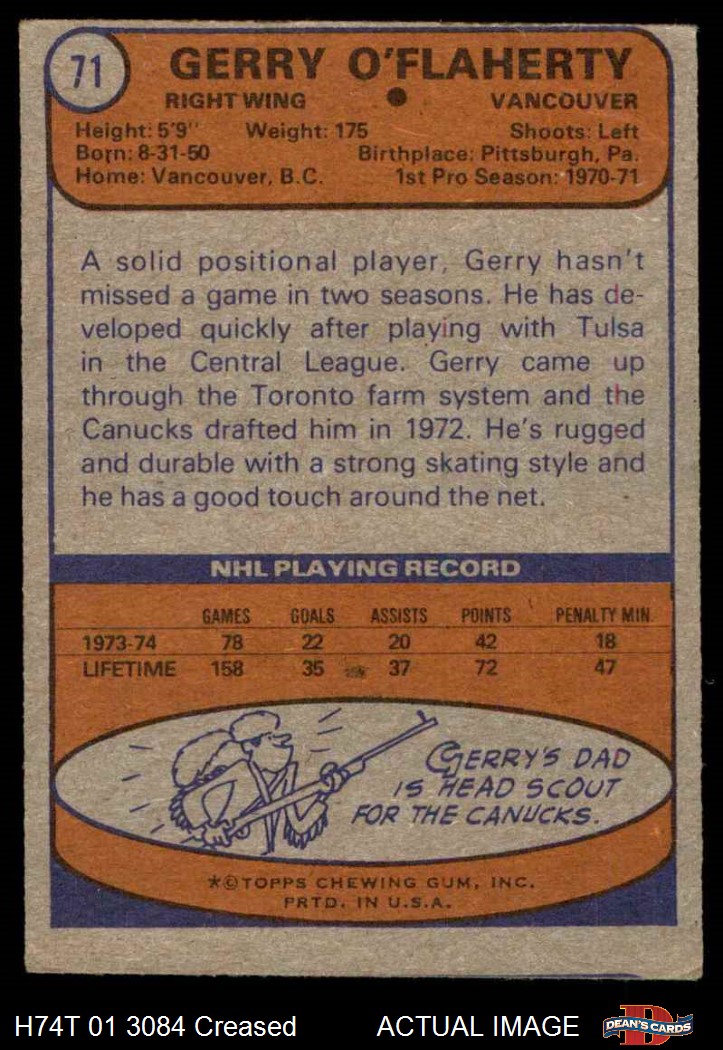 71
GERRY O'FLAHERTY
RIGHT WING ● VANCOUVER
Height: 5'9" Weight: 175 Shoots: Left
Born: 8-31-50 Birthplace: Pittsburgh, Pa.
Home: Vancouver, B.C. 1st Pro Season: 1970-71
A solid positional player, Gerry hasn't
missed a game in two seasons. He has de-
veloped quickly after playing with Tulsa
in the Central League. Gerry came up
through the Toronto farm system and the
Canucks drafted him in 1972. He's rugged
and durable with a strong skating style and
he has a good touch around the net.
NHL PLAYING RECORD
GAMES GOALS ASSISTS POINTS PENALTY MIN.
1973-74 78 22 20 42 18
LIFETIME 158 35 37 72 47
GERRY'S DAD
IS HEAD SCOUT
FOR THE CANUCKS.
*©TOPPS CHEWING GUM, INC.
PRTD. IN U.S.A.
H74T 01 3084 Creased ACTUAL IMAGE D DEAN'S CARDS